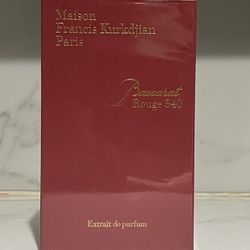 Maison
Francis Kurkdjian
Paris
Baccarat
Rouge 540
Extrait de parfum